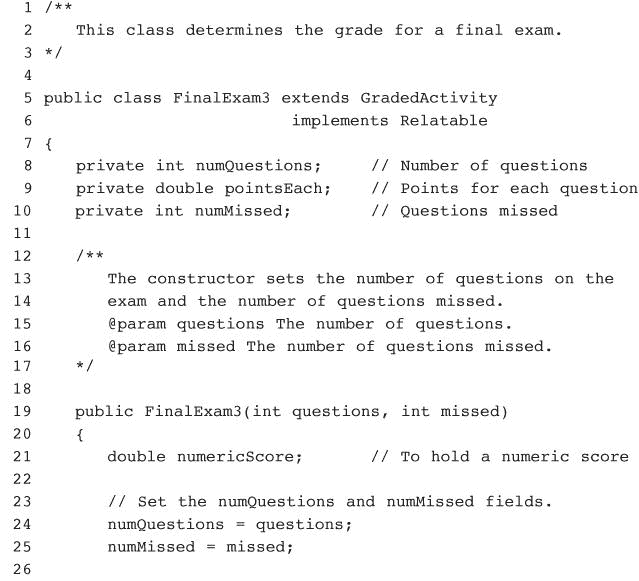 1 /**
2    This class determines the grade for a final exam.
3 */
4
5 public class FinalExam3 extends GradedActivity
6                         implements Relatable
7 {
8    private int numQuestions;     // Number of questions
9    private double pointsEach;    // Points for each question
10    private int numMissed;        // Questions missed
11
12    /**
13       The constructor sets the number of questions on the
14       exam and the number of questions missed.
15       @param questions The number of questions.
16       @param missed The number of questions missed.
17    */
18
19    public FinalExam3(int questions, int missed)
20    {
21       double numericScore;       // To hold a numeric score
22
23       // Set the numQuestions and numMissed fields.
24       numQuestions = questions;
25       numMissed = missed;
26